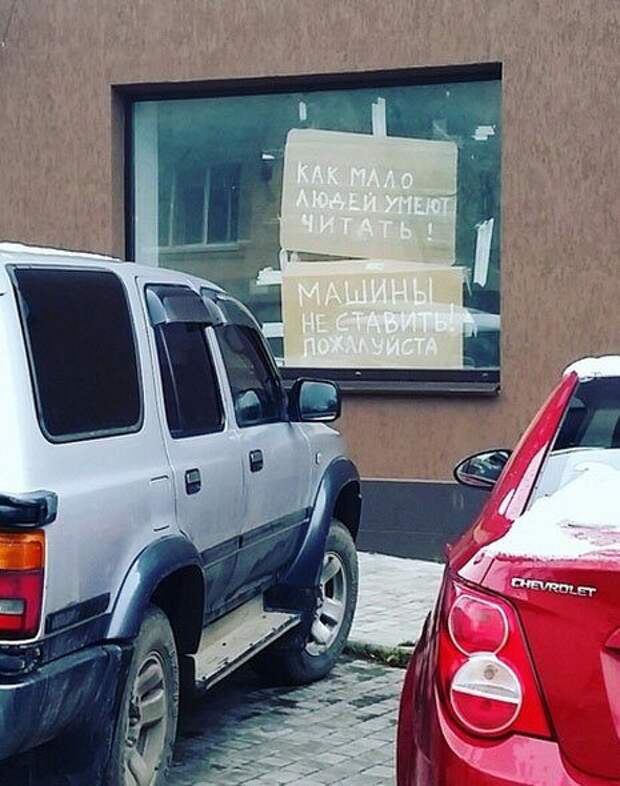 КАК МАЛО
ЛЮДЕЙ УМЕЮТ
ЧИТАТЬ !
МАШИНЫ
НЕ СТАВИТЬ!
ПОЖАЛУЙСТА
CHEVROLET